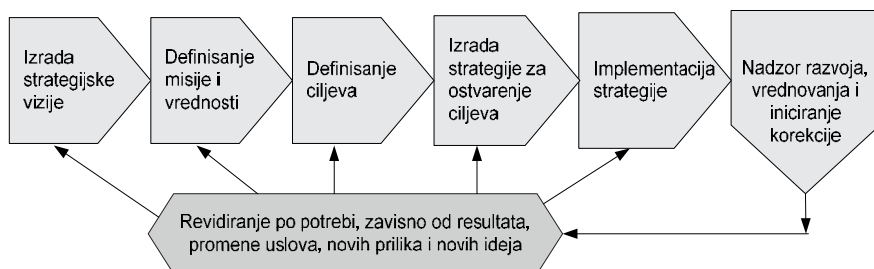 Izrada
strategijske
vizije
Definisanje
misije i
vrednosti
Definisanje
ciljeva
Izrada
strategije za
ostvarenje
ciljeva
Implementacija
strategije
Nadzor razvoja,
vrednovanja i
iniciranje
korekcije
Revidiranje po potrebi, zavisno od resultata,
promene uslova, novih prilika i novih ideja